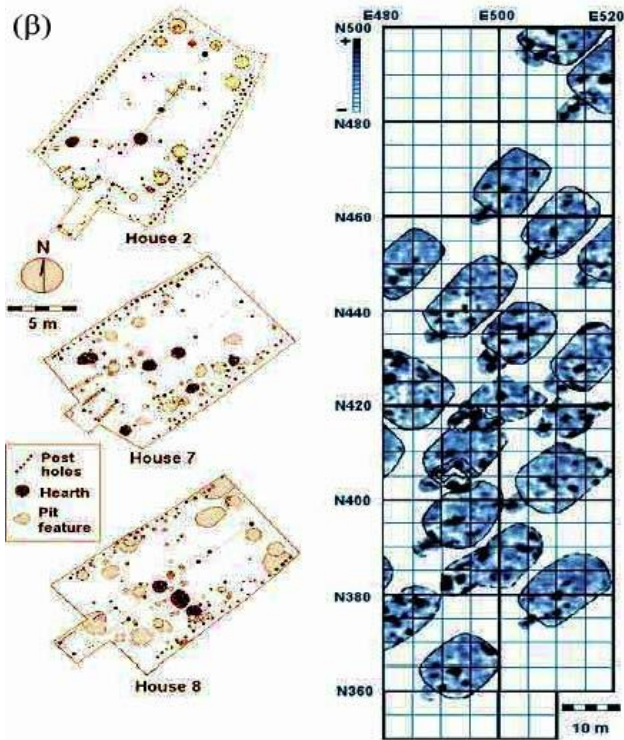 (β)
House 2
N
5 m
House 7
Post
holes
Hearth
Pit
feature
House 8
E480
E500
E520
N500
+
−
N480
N460
N440
N420
N400
N380
N360
10 m